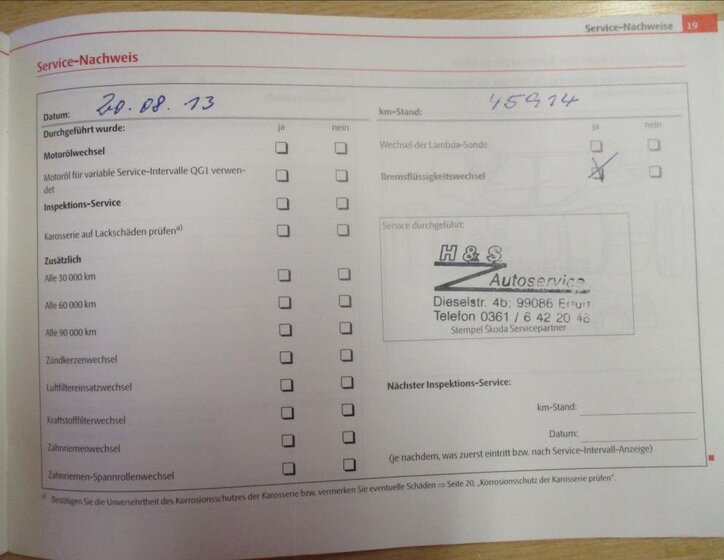 Service-Nachweise 19
Service-Nachweis
Datum: 20.08.13
Durchgeführt wurde: ja nein
Motorölwechsel
Motoröl für variable Service-Intervalle QG1 verwen-
det
Inspektions-Service
Karosserie auf Lackschäden prüfen a)
Zusätzlich
Alle 30 000 km
Alle 60 000 km
Alle 90 000 km
Zündkerzenwechsel
Luftfiltereinsatzwechsel
Kraftstofffilterwechsel
Zahnriemenwechsel
Zahnriemen-Spannrollenwechsel
km-Stand: 45914
ja nein
Wechsel der Lambda-Sonde
Bremsflüssigkeitswechsel
Service durchgeführt:
H & S
Autoservice
Dieselstr. 4b; 99086 Erfurt
Telefon 0361 / 6 42 20 46
Stempel Škoda Servicepartner
Nächster Inspektions-Service:
km-Stand:
Datum:
(je nachdem, was zuerst eintritt bzw. nach Service-Intervall-Anzeige)
a) Bestätigen Sie die Unversehrtheit des Korrosionsschutzes der Karosserie bzw. vermerken Sie eventuelle Schäden ⇒ Seite 20, „Korrosionsschutz der Karosserie prüfen“.